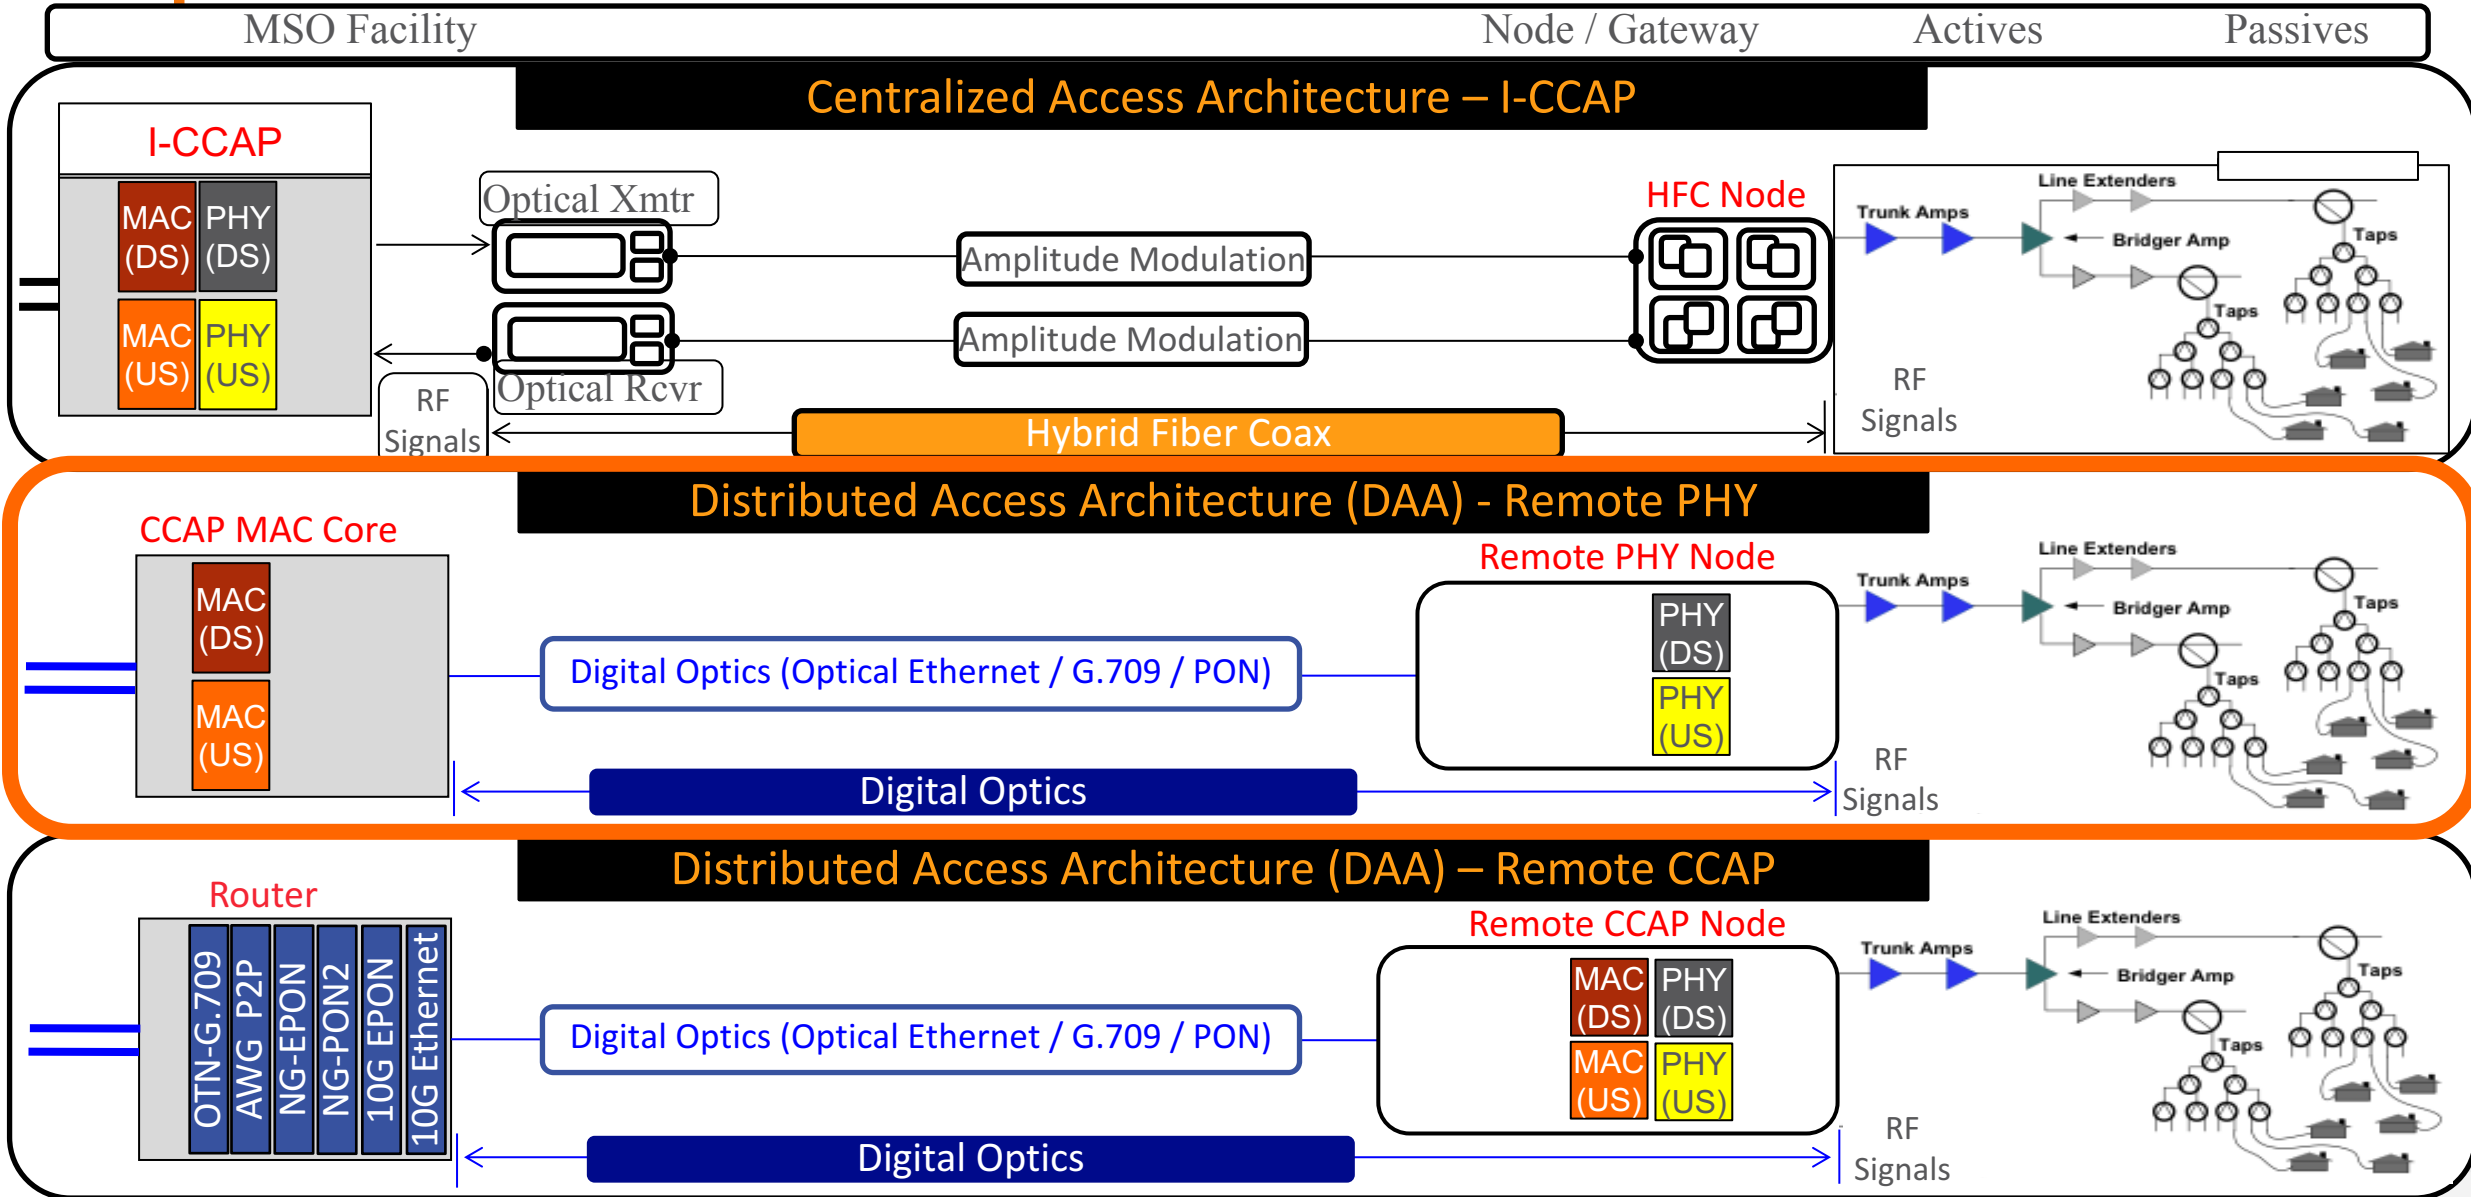 MSO Facility
Node / Gateway
Actives
Passives
Centralized Access Architecture – I-CCAP
I-CCAP
MAC
(DS)
PHY
(DS)
MAC
(US)
PHY
(US)
Optical Xmtr
Optical Rcvr
RF
Signals
Amplitude Modulation
Amplitude Modulation
Hybrid Fiber Coax
HFC Node
RF
Signals
Trunk Amps
Line Extenders
Bridger Amp
Taps
Taps
Distributed Access Architecture (DAA) - Remote PHY
CCAP MAC Core
MAC
(DS)
MAC
(US)
Digital Optics (Optical Ethernet / G.709 / PON)
Digital Optics
Remote PHY Node
PHY
(DS)
PHY
(US)
RF
Signals
Trunk Amps
Line Extenders
Bridger Amp
Taps
Taps
Distributed Access Architecture (DAA) – Remote CCAP
Router
OTN-G.709
AWG P2P
NG-EPON
NG-PON2
10G EPON
10G Ethernet
Digital Optics (Optical Ethernet / G.709 / PON)
Digital Optics
Remote CCAP Node
MAC
(DS)
PHY
(DS)
MAC
(US)
PHY
(US)
RF
Signals
Trunk Amps
Line Extenders
Bridger Amp
Taps
Taps